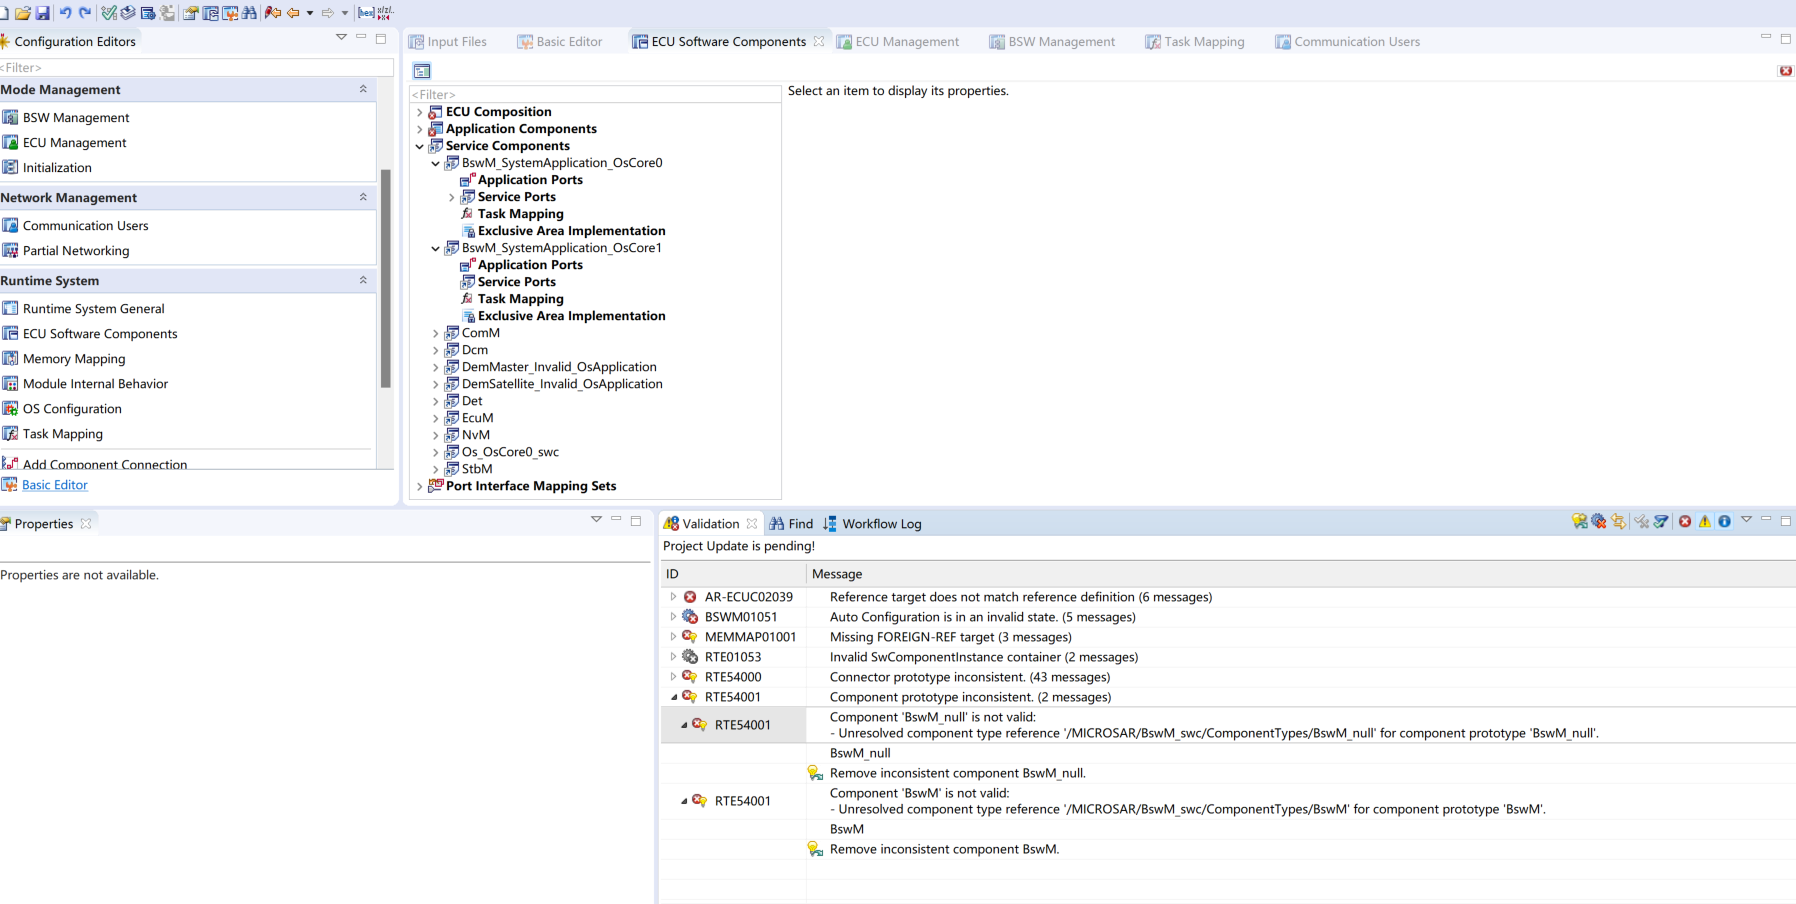 Configuration Editors
<Filter>
Mode Management
BSW Management
ECU Management
Initialization
Network Management
Communication Users
Partial Networking
Runtime System
Runtime System General
ECU Software Components
Memory Mapping
Module Internal Behavior
OS Configuration
Task Mapping
Add Component Connection
Basic Editor
Input Files
Basic Editor
ECU Software Components
ECU Management
BSW Management
Task Mapping
Communication Users
<Filter>
ECU Composition
Application Components
Service Components
BswM_SystemApplication_OsCore0
Application Ports
Service Ports
Task Mapping
Exclusive Area Implementation
BswM_SystemApplication_OsCore1
Application Ports
Service Ports
Task Mapping
Exclusive Area Implementation
ComM
Dcm
DemMaster_Invalid_OsApplication
DemSatellite_Invalid_OsApplication
Det
EcuM
NvM
Os_OsCore0_swc
StbM
Port Interface Mapping Sets
Select an item to display its properties.
Properties
Properties are not available.
Validation
Find
Workflow Log
Project Update is pending!
ID Message
AR-ECUC02039 Reference target does not match reference definition (6 messages)
BSWM01051 Auto Configuration is in an invalid state. (5 messages)
MEMMAP01001 Missing FOREIGN-REF target (3 messages)
RTE01053 Invalid SwComponentInstance container (2 messages)
RTE54000 Connector prototype inconsistent. (43 messages)
RTE54001 Component prototype inconsistent. (2 messages)
RTE54001 Component 'BswM_null' is not valid:
- Unresolved component type reference '/MICROSAR/BswM_swc/ComponentTypes/BswM_null' for component prototype 'BswM_null'.
BswM_null
Remove inconsistent component BswM_null.
RTE54001 Component 'BswM' is not valid:
- Unresolved component type reference '/MICROSAR/BswM_swc/ComponentTypes/BswM' for component prototype 'BswM'.
BswM
Remove inconsistent component BswM.